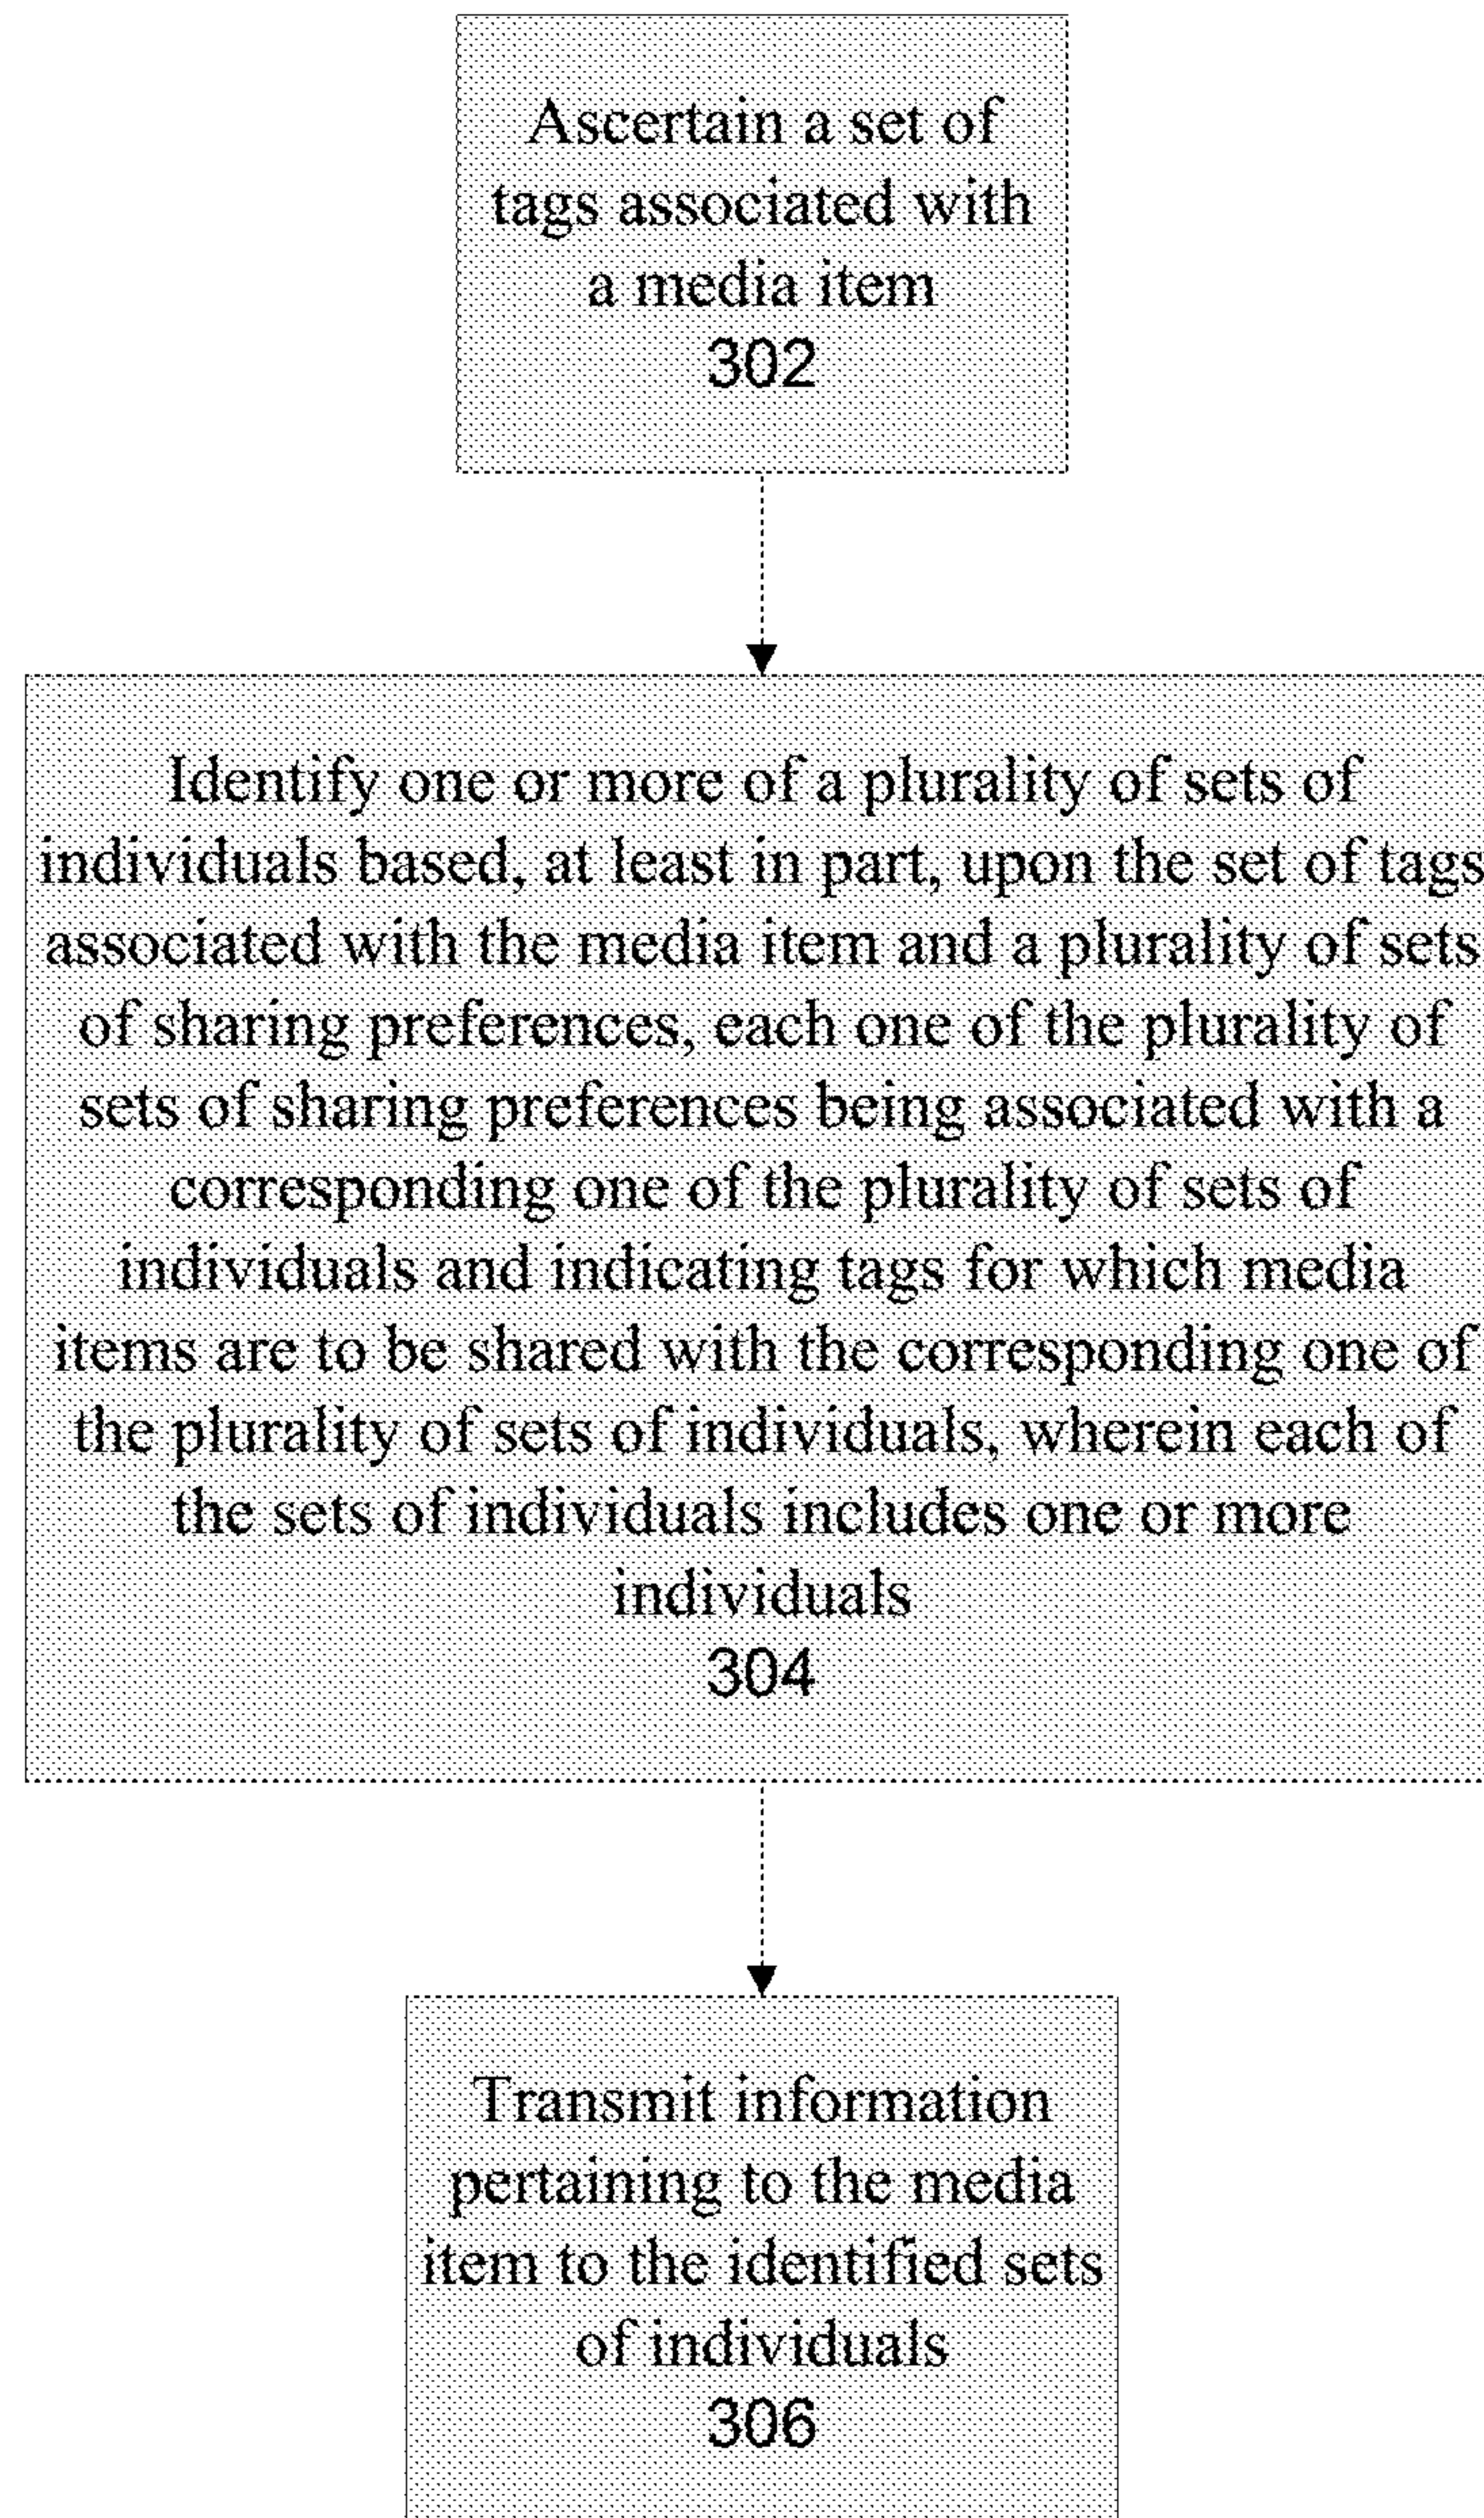 Ascertain a set of
tags associated with
a media item
302
Identify one or more of a plurality of sets of
individuals based, at least in part, upon the set of tags
associated with the media item and a plurality of sets
of sharing preferences, each one of the plurality of
sets of sharing preferences being associated with a
corresponding one of the plurality of sets of
individuals and indicating tags for which media
items are to be shared with the corresponding one of
the plurality of sets of individuals, wherein each of
the sets of individuals includes one or more
individuals
304
Transmit information
pertaining to the media
item to the identified sets
of individuals
306